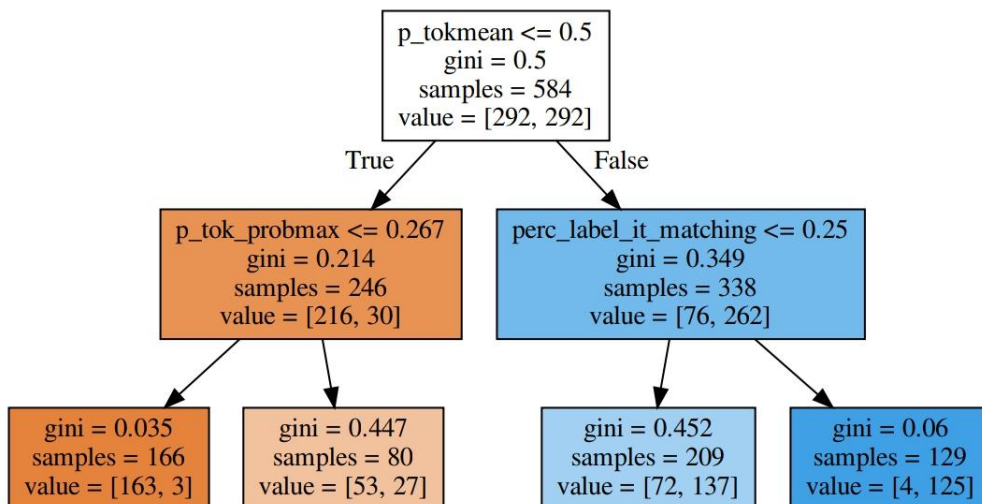 p_tokmean <= 0.5
gini = 0.5
samples = 584
value = [292, 292]
True
False
p_tok_probmax <= 0.267
gini = 0.214
samples = 246
value = [216, 30]
perc_label_it_matching <= 0.25
gini = 0.349
samples = 338
value = [76, 262]
gini = 0.035
samples = 166
value = [163, 3]
gini = 0.447
samples = 80
value = [53, 27]
gini = 0.452
samples = 209
value = [72, 137]
gini = 0.06
samples = 129
value = [4, 125]